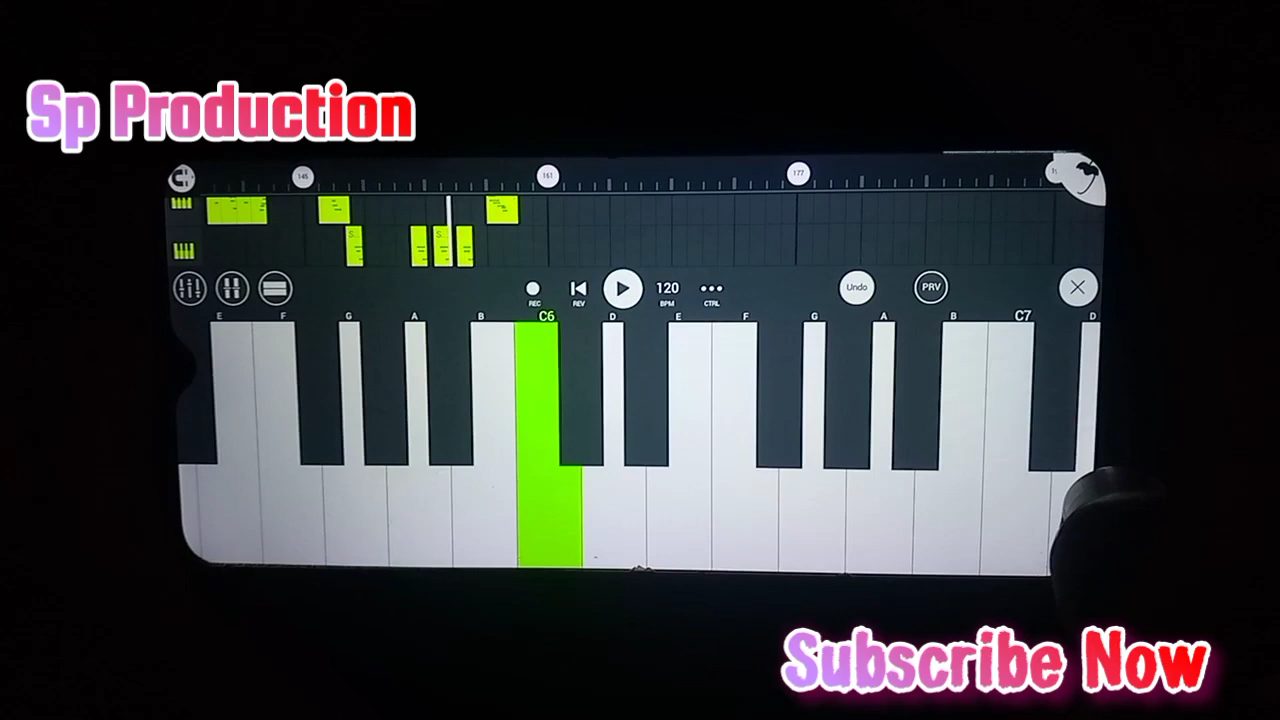 Sp Production
145
161
177
S..
S..
120
Undo
PRV
REC
REV
BPM
CTRL
E F G A B C6 D E F G A B C7 D
Subscribe Now